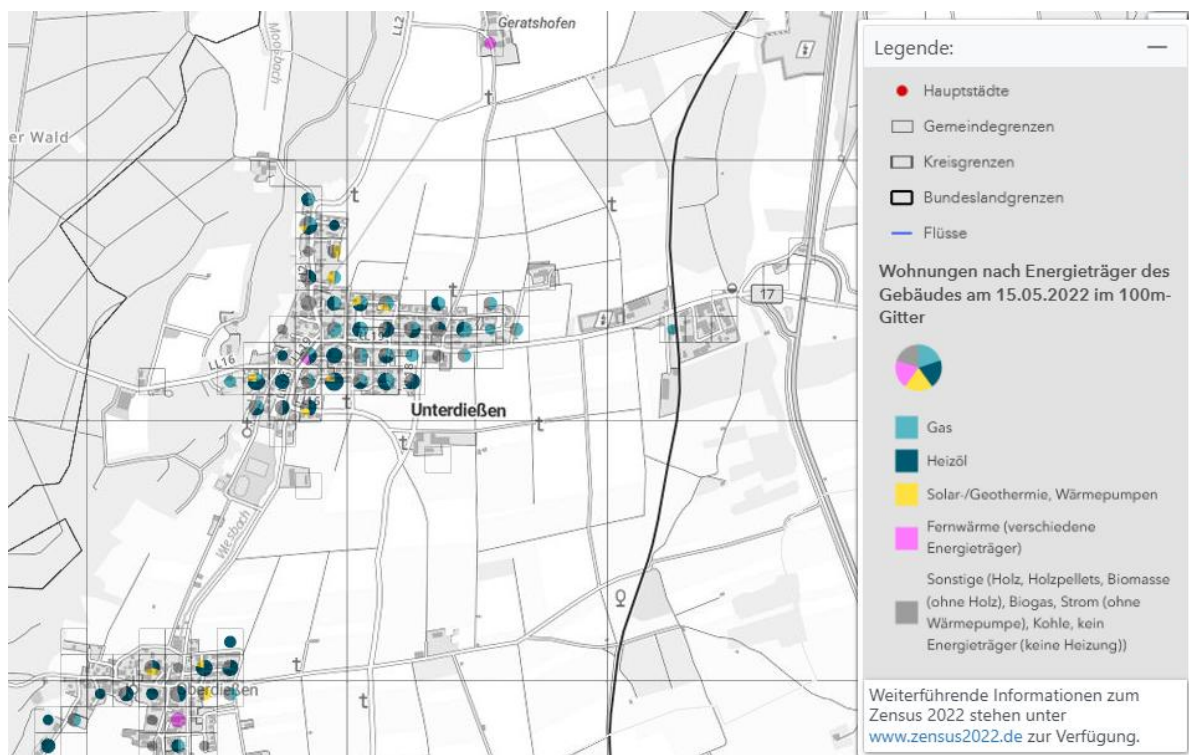 Geratshofen
LL2
Moosbach
er Wald
17
LL19
LL16
LL19
Unterdießen
Wiesbach
Oberdießen
Legende:
Hauptstädte
Gemeindegrenzen
Kreisgrenzen
Bundeslandgrenzen
Flüsse
Wohnungen nach Energieträger des
Gebäudes am 15.05.2022 im 100m-
Gitter
Gas
Heizöl
Solar-/Geothermie, Wärmepumpen
Fernwärme (verschiedene
Energieträger)
Sonstige (Holz, Holzpellets, Biomasse
(ohne Holz), Biogas, Strom (ohne
Wärmepumpe), Kohle, kein
Energieträger (keine Heizung))
Weiterführende Informationen zum
Zensus 2022 stehen unter
www.zensus2022.de zur Verfügung.